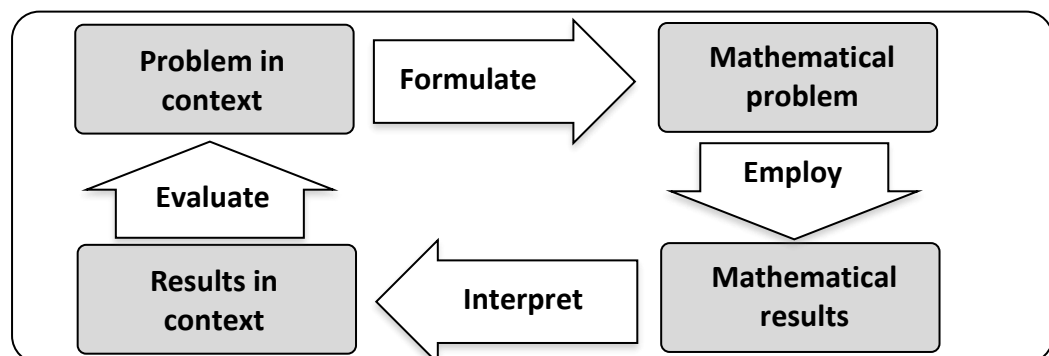 Problem in
context
Formulate
Mathematical
problem
Evaluate
Employ
Results in
context
Interpret
Mathematical
results